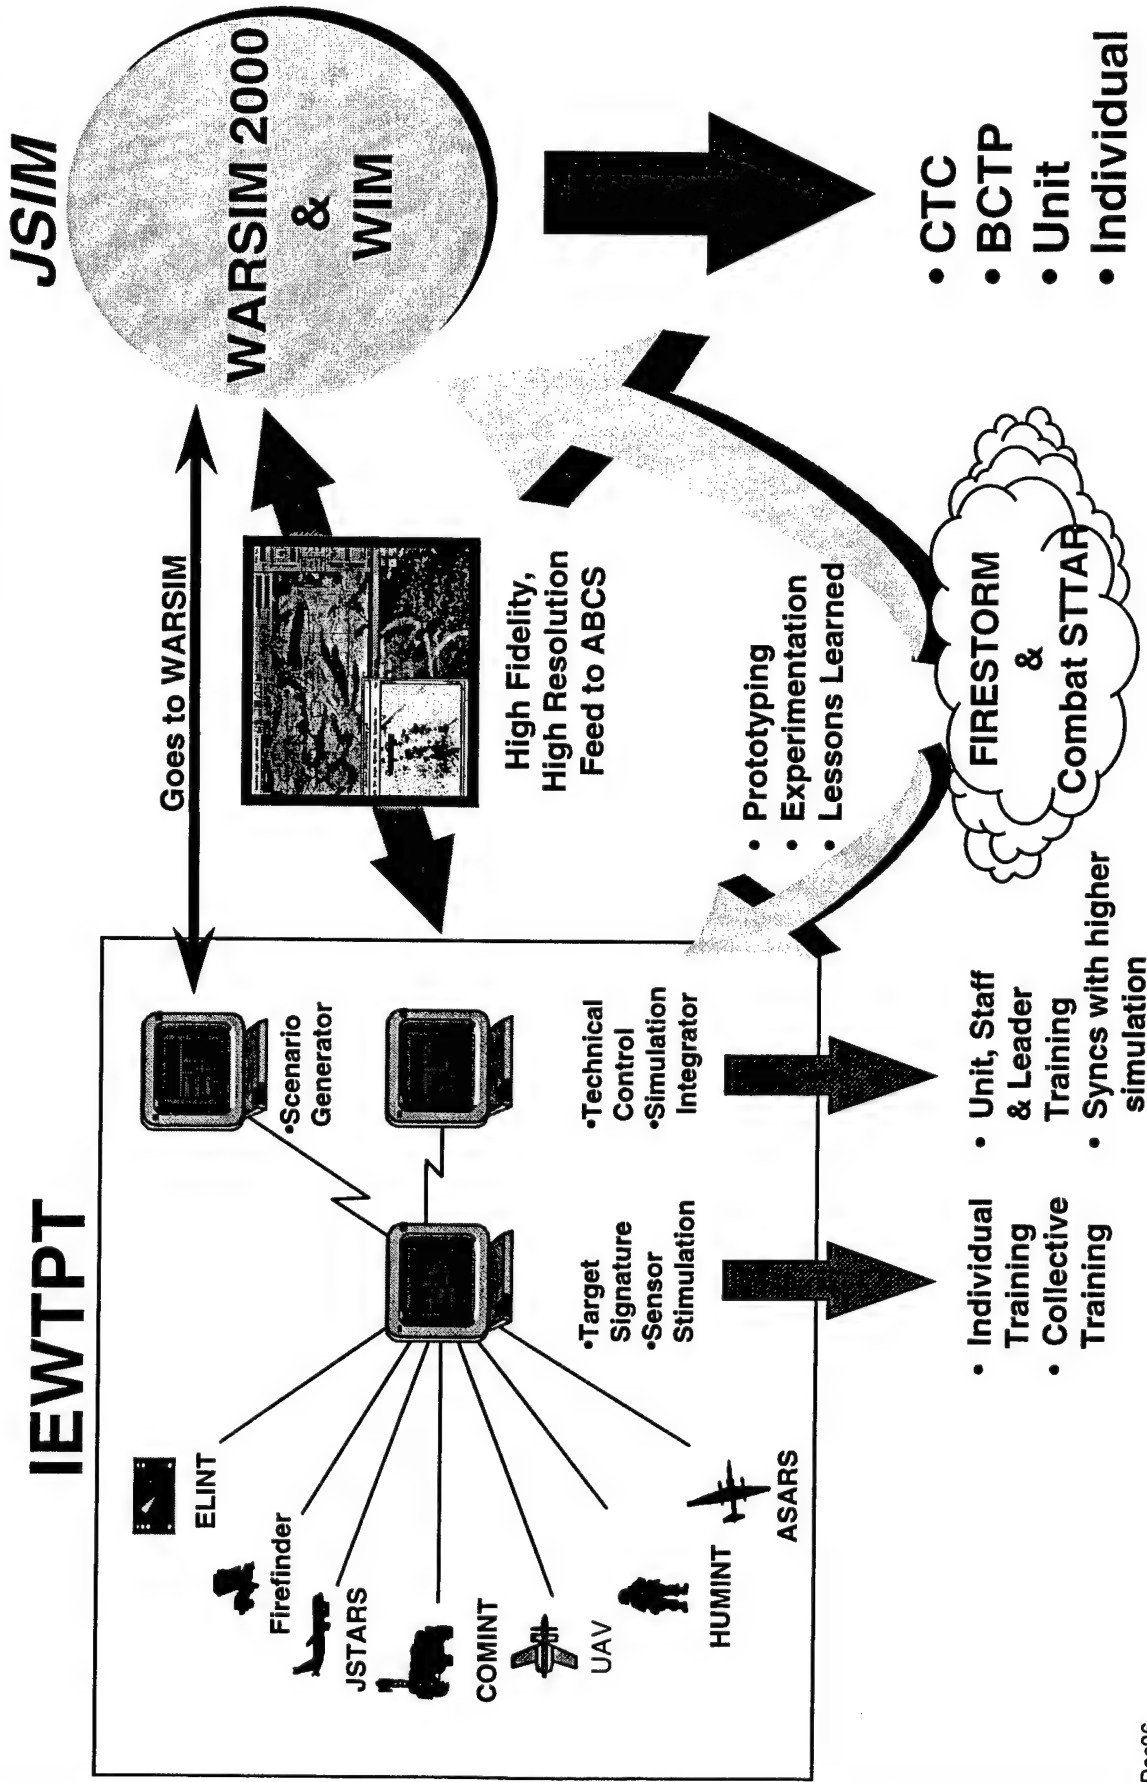 IEWTPT
JSIM
ELINT
Firefinder
JSTARS
COMINT
UAV
HUMINT
ASARS
•Scenario
Generator
•Target
Signature
•Sensor
Stimulation
•Technical
Control
•Simulation
Integrator
Goes to WARSIM
WARSIM 2000
&
WIM
High Fidelity,
High Resolution
Feed to ABCS
• Prototyping
• Experimentation
• Lessons Learned
FIRESTORM
&
Combat STTAR
• Individual
Training
• Collective
Training
• Unit, Staff
& Leader
Training
• Syncs with higher
simulation
• CTC
• BCTP
• Unit
• Individual